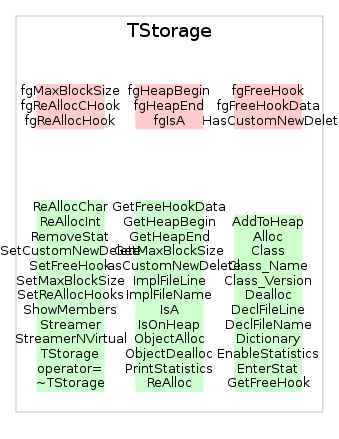 TStorage
fgMaxBlockSize
fgReAllocCHook
fgReAllocHook
fgHeapBegin
fgHeapEnd
fgIsA
fgFreeHook
fgFreeHookData
HasCustomNewDelet
ReAllocChar
ReAllocInt
RemoveStat
SetCustomNewDelete
SetFreeHook
SetMaxBlockSize
SetReAllocHooks
ShowMembers
Streamer
StreamerNVirtual
TStorage
operator=
~TStorage
GetFreeHookData
GetHeapBegin
GetHeapEnd
GetMaxBlockSize
HasCustomNewDelete
ImplFileLine
ImplFileName
IsA
IsOnHeap
ObjectAlloc
ObjectDealloc
PrintStatistics
ReAlloc
AddToHeap
Alloc
Class
Class_Name
Class_Version
Dealloc
DeclFileLine
DeclFileName
Dictionary
EnableStatistics
EnterStat
GetFreeHook